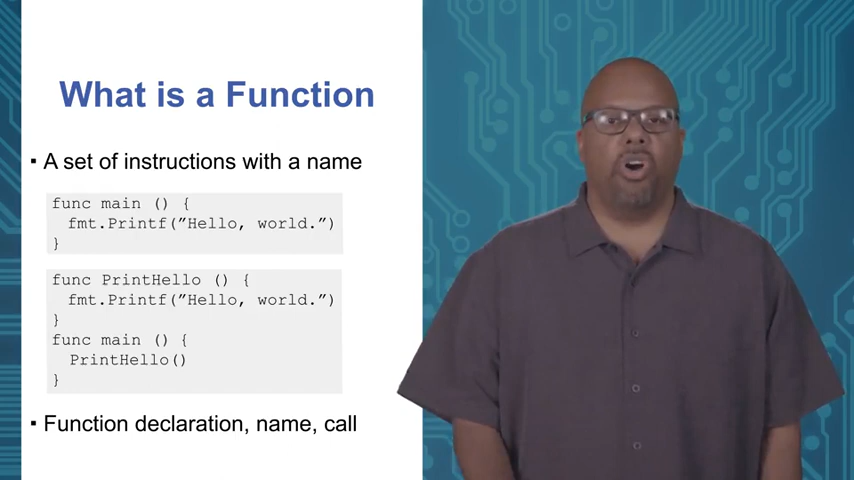 What is a Function
▪ A set of instructions with a name
func main () {
fmt.Printf(”Hello, world.”)
}
func PrintHello () {
fmt.Printf(”Hello, world.”)
}
func main () {
PrintHello()
}
▪ Function declaration, name, call